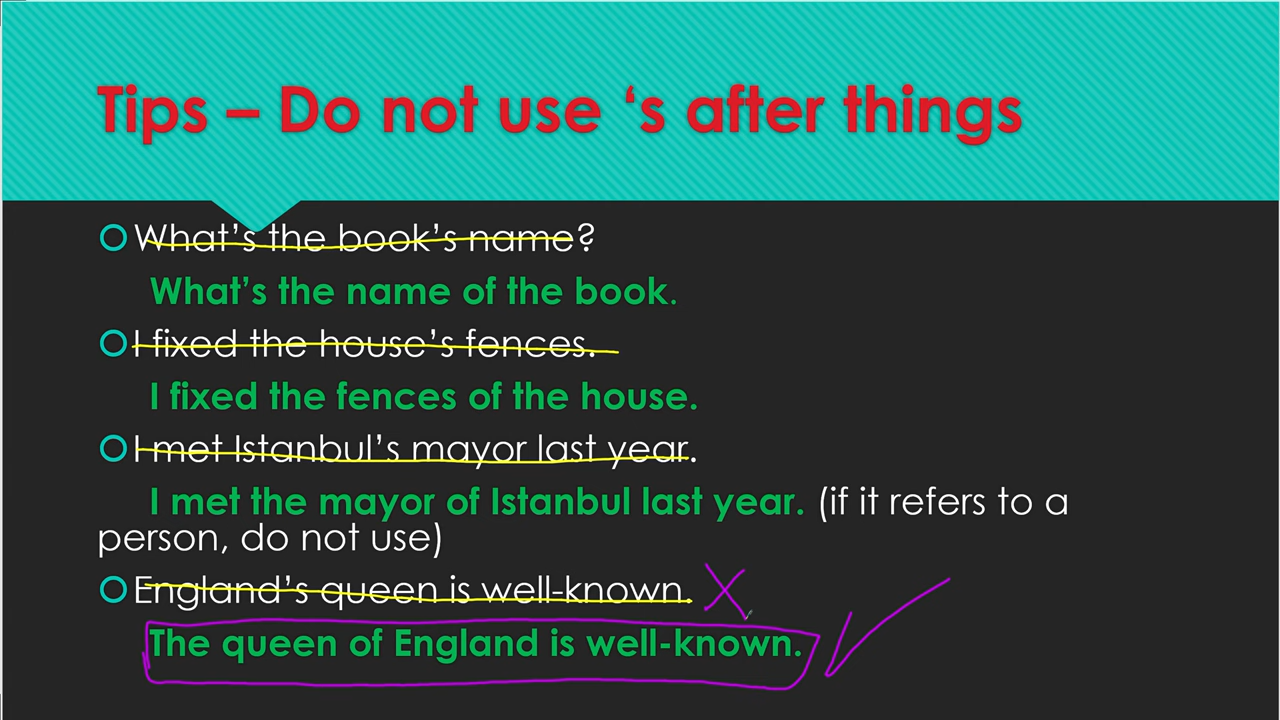 Tips – Do not use ‘s after things
What’s the book’s name?
What’s the name of the book.
I fixed the house’s fences.
I fixed the fences of the house.
I met Istanbul’s mayor last year.
I met the mayor of Istanbul last year. (if it refers to a
person, do not use)
England’s queen is well-known.
The queen of England is well-known.